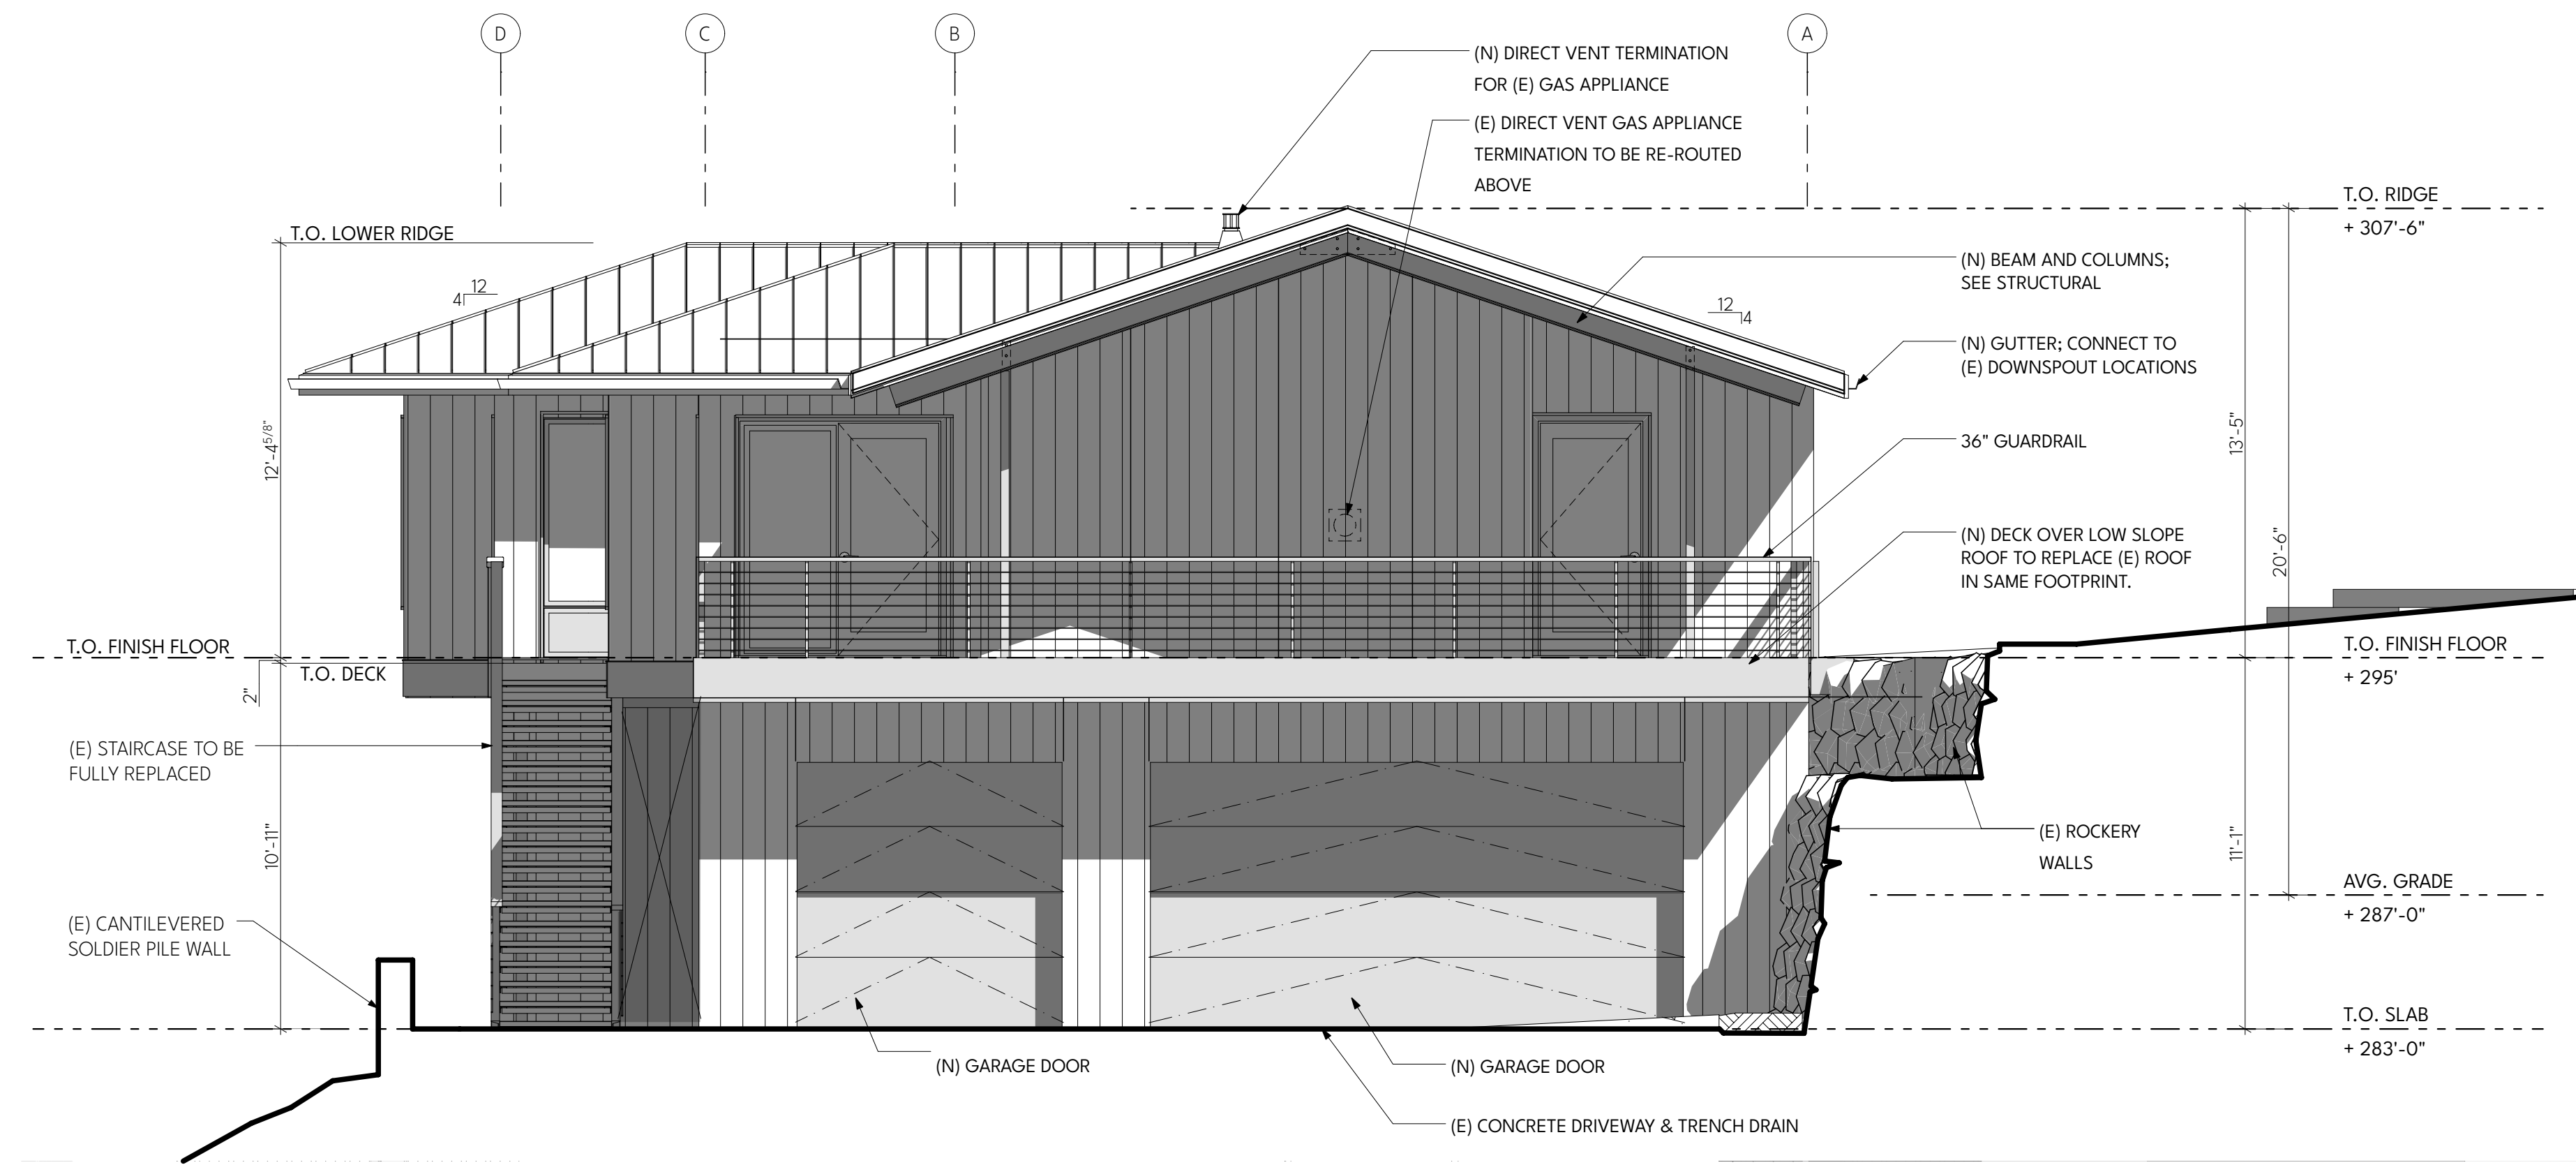 D
C
B
A
(N) DIRECT VENT TERMINATION
FOR (E) GAS APPLIANCE
(E) DIRECT VENT GAS APPLIANCE
TERMINATION TO BE RE-ROUTED
ABOVE
T.O. RIDGE
+ 307'-6"
T.O. LOWER RIDGE
12
4
12
4
(N) BEAM AND COLUMNS;
SEE STRUCTURAL
(N) GUTTER; CONNECT TO
(E) DOWNSPOUT LOCATIONS
12'-4 5/8"
13'-5"
36" GUARDRAIL
20'-6"
(N) DECK OVER LOW SLOPE
ROOF TO REPLACE (E) ROOF
IN SAME FOOTPRINT.
T.O. FINISH FLOOR
T.O. DECK
2"
T.O. FINISH FLOOR
+ 295'
(E) STAIRCASE TO BE
FULLY REPLACED
10'-11"
11'-1"
(E) ROCKERY
WALLS
AVG. GRADE
+ 287'-0"
(E) CANTILEVERED
SOLDIER PILE WALL
T.O. SLAB
+ 283'-0"
(N) GARAGE DOOR
(N) GARAGE DOOR
(E) CONCRETE DRIVEWAY & TRENCH DRAIN